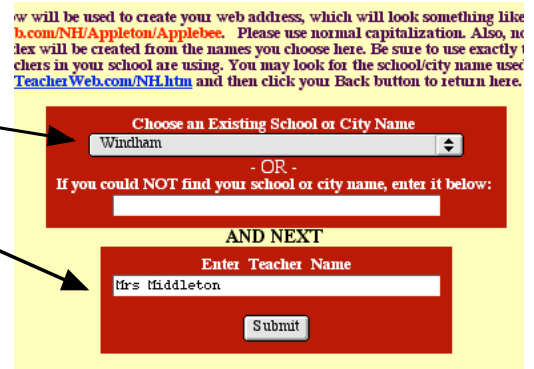 will be used to create your web address, which will look something like
b.com/NH/Appleton/Applebee. Please use normal capitalization. Also,
will be created from the names you choose here. Be sure to use exactly
in your school are using. You may look for the school/city name used
TeacherWeb.com/NH.htm and then click your Back button to return here.
Choose an Existing School or City Name
Windham
- OR -
If you could NOT find your school or city name, enter it below:
AND NEXT
Enter Teacher Name
Mrs Middleton
Submit